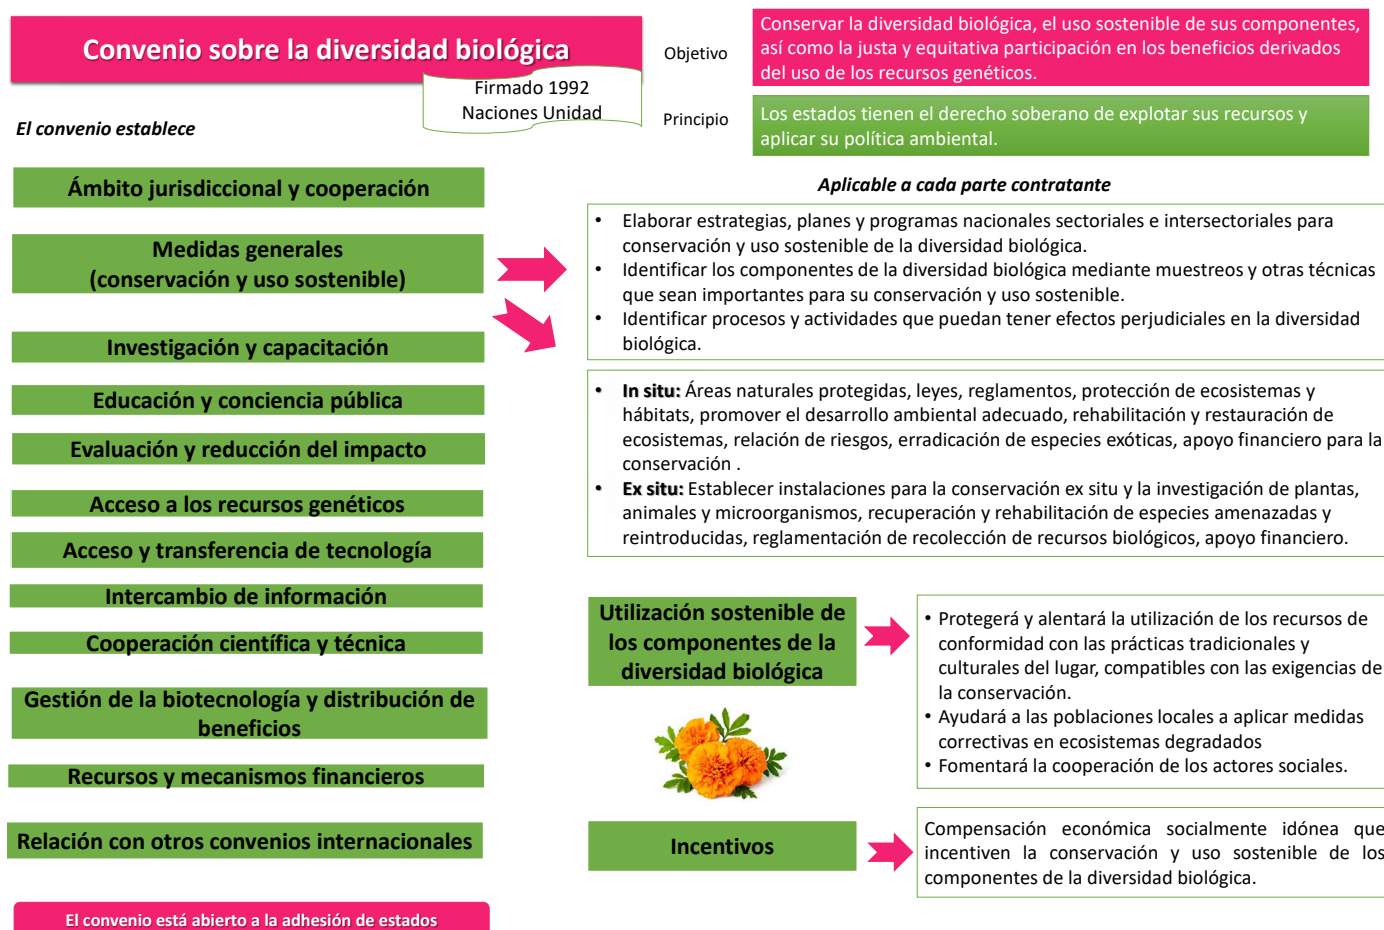 Convenio sobre la diversidad biológica
Firmado 1992
Naciones Unidad
Objetivo
Conservar la diversidad biológica, el uso sostenible de sus componentes,
así como la justa y equitativa participación en los beneficios derivados
del uso de los recursos genéticos.
Principio
Los estados tienen el derecho soberano de explotar sus recursos y
aplicar su política ambiental.
El convenio establece
Ámbito jurisdiccional y cooperación
Medidas generales
(conservación y uso sostenible)
Investigación y capacitación
Educación y conciencia pública
Evaluación y reducción del impacto
Acceso a los recursos genéticos
Acceso y transferencia de tecnología
Intercambio de información
Cooperación científica y técnica
Gestión de la biotecnología y distribución de
beneficios
Recursos y mecanismos financieros
Relación con otros convenios internacionales
El convenio está abierto a la adhesión de estados
Aplicable a cada parte contratante
• Elaborar estrategias, planes y programas nacionales sectoriales e intersectoriales para
conservación y uso sostenible de la diversidad biológica.
• Identificar los componentes de la diversidad biológica mediante muestreos y otras técnicas
que sean importantes para su conservación y uso sostenible.
• Identificar procesos y actividades que puedan tener efectos perjudiciales en la diversidad
biológica.
• In situ: Áreas naturales protegidas, leyes, reglamentos, protección de ecosistemas y
hábitats, promover el desarrollo ambiental adecuado, rehabilitación y restauración de
ecosistemas, relación de riesgos, erradicación de especies exóticas, apoyo financiero para la
conservación .
• Ex situ: Establecer instalaciones para la conservación ex situ y la investigación de plantas,
animales y microorganismos, recuperación y rehabilitación de especies amenazadas y
reintroducidas, reglamentación de recolección de recursos biológicos, apoyo financiero.
Utilización sostenible de
los componentes de la
diversidad biológica
• Protegerá y alentará la utilización de los recursos de
conformidad con las prácticas tradicionales y
culturales del lugar, compatibles con las exigencias de
la conservación.
• Ayudará a las poblaciones locales a aplicar medidas
correctivas en ecosistemas degradados
• Fomentará la cooperación de los actores sociales.
Incentivos
Compensación económica socialmente idónea que
incentiven la conservación y uso sostenible de los
componentes de la diversidad biológica.